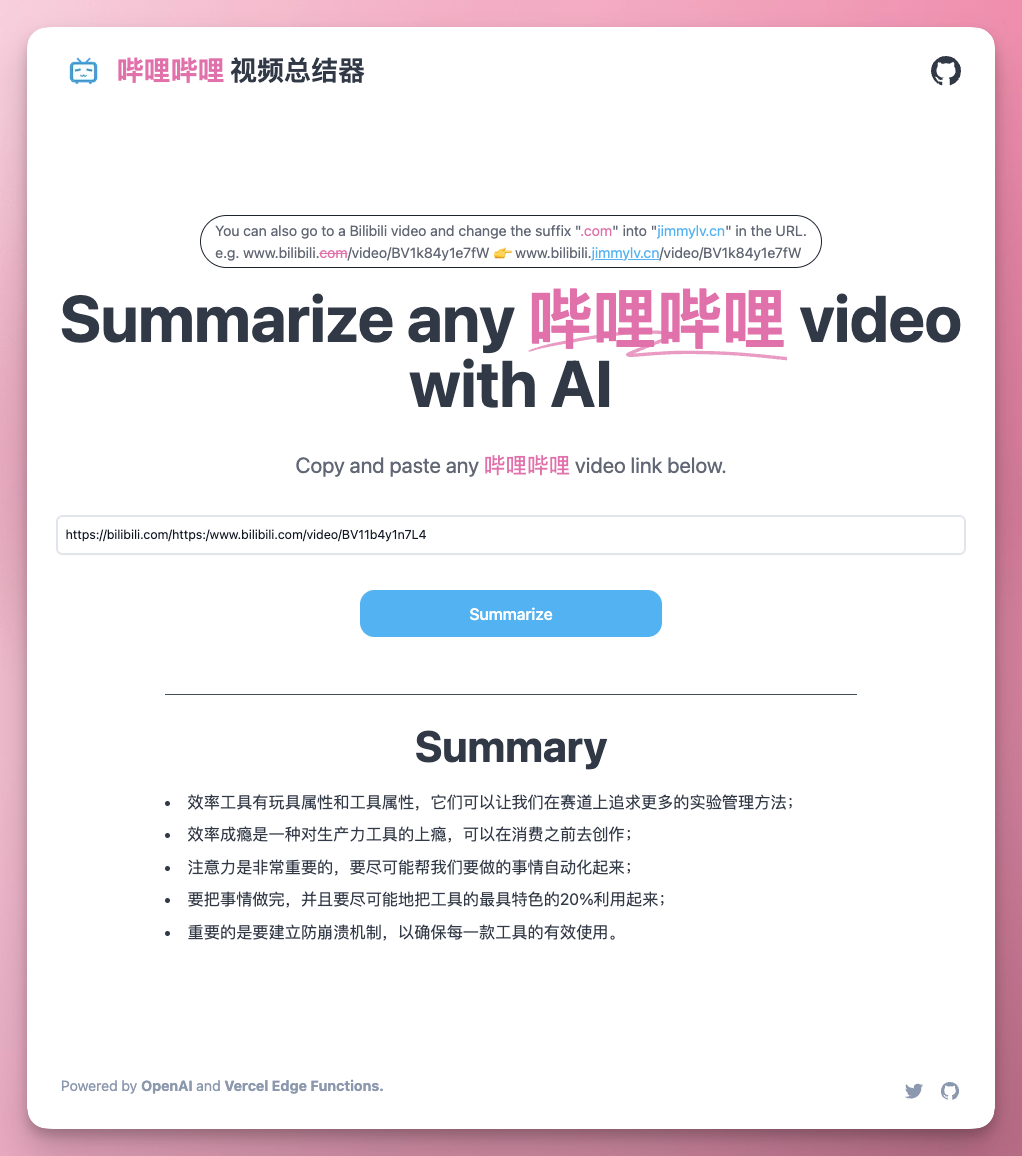 哔哩哔哩 视频总结器
You can also go to a Bilibili video and change the suffix ".com" into "jimmylv.cn" in the URL.
e.g. www.bilibili.com/video/BV1k84y1e7fW 👉 www.bilibili.jimmylv.cn/video/BV1k84y1e7fW
Summarize any 哔哩哔哩 video
with AI
Copy and paste any 哔哩哔哩 video link below.
https://bilibili.com/https:/www.bilibili.com/video/BV11b4y1n7L4
Summarize
Summary
• 效率工具有玩具属性和工具属性，它们可以让我们在赛道上追求更多的实验管理方法；
• 效率成瘾是一种对生产力工具的上瘾，可以在消费之前去创作；
• 注意力是非常重要的，要尽可能帮我们要做的事情自动化起来；
• 要把事情做完，并且要尽可能地把工具的最具特色的20%利用起来；
• 重要的是要建立防崩溃机制，以确保每一款工具的有效使用。
Powered by OpenAI and Vercel Edge Functions.